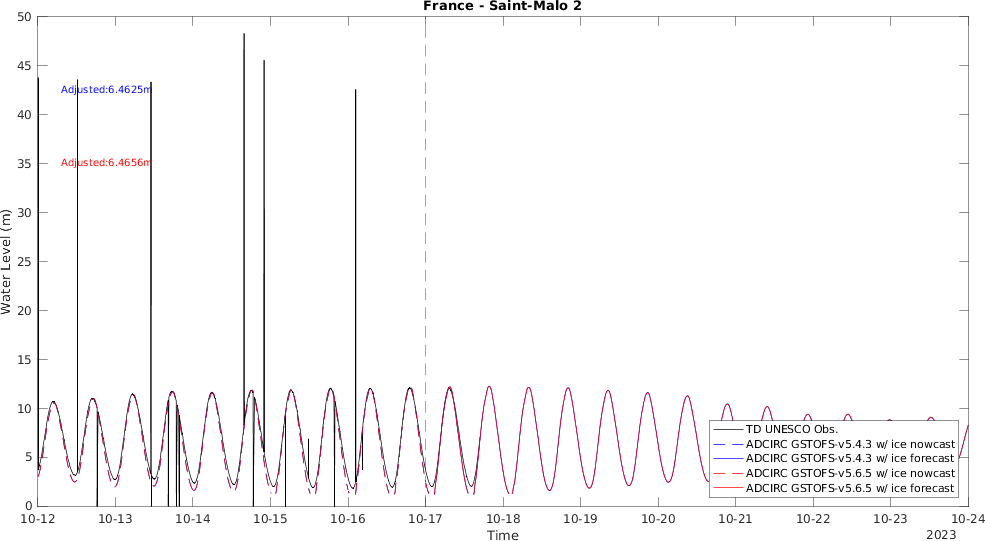 France - Saint-Malo 2
50
45
40
35
30
25
20
15
10
5
0
Water Level (m)
Adjusted:6.4625m
Adjusted:6.4656m
TD UNESCO Obs.
ADCIRC GSTOFS-v5.4.3 w/ ice nowcast
ADCIRC GSTOFS-v5.4.3 w/ ice forecast
ADCIRC GSTOFS-v5.6.5 w/ ice nowcast
ADCIRC GSTOFS-v5.6.5 w/ ice forecast
10-12 10-13 10-14 10-15 10-16 10-17 10-18 10-19 10-20 10-21 10-22 10-23 10-24
Time
2023